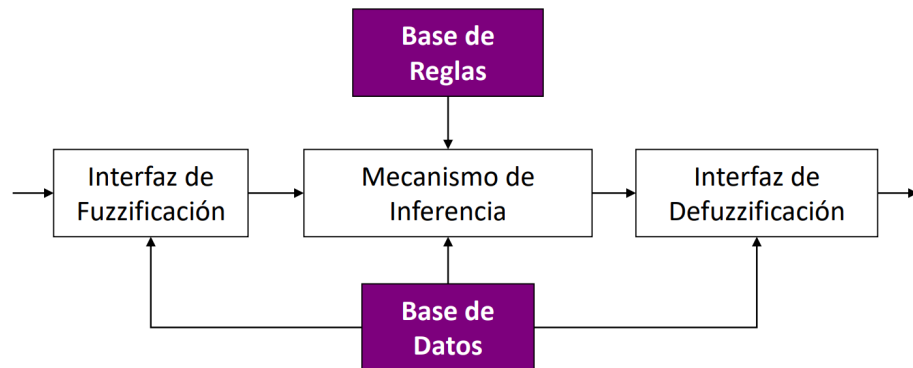 Base de
Reglas
Interfaz de
Fuzzificación
Mecanismo de
Inferencia
Interfaz de
Defuzzificación
Base de
Datos